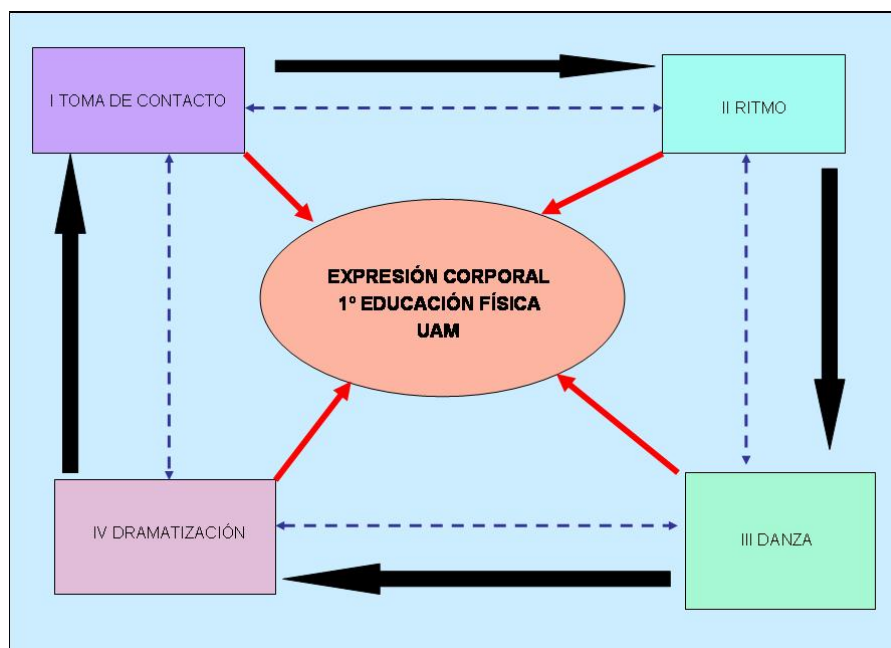 I TOMA DE CONTACTO
II RITMO
EXPRESIÓN CORPORAL
1º EDUCACIÓN FÍSICA
UAM
IV DRAMATIZACIÓN
III DANZA